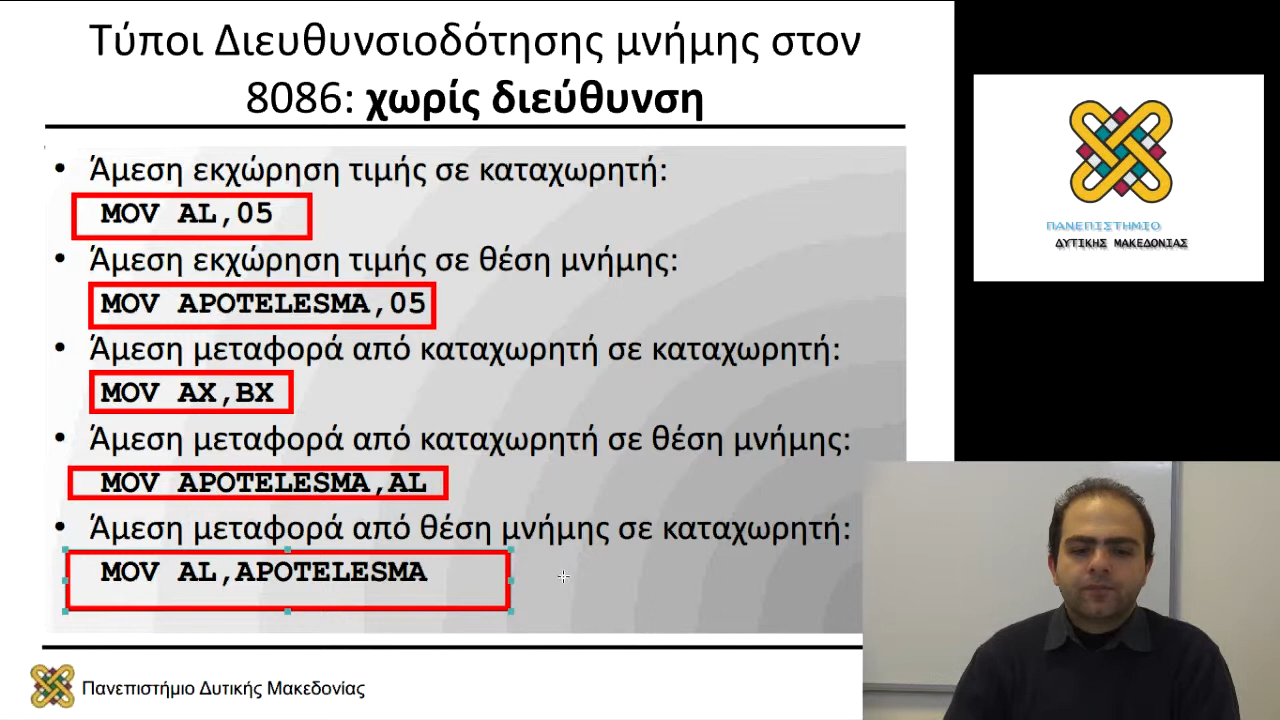 Τύποι Διευθυνσιοδότησης μνήμης στον
8086: χωρίς διεύθυνση
• Άμεση εκχώρηση τιμής σε καταχωρητή:
MOV AL,05
• Άμεση εκχώρηση τιμής σε θέση μνήμης:
MOV APOTELESMA,05
• Άμεση μεταφορά από καταχωρητή σε καταχωρητή:
MOV AX,BX
• Άμεση μεταφορά από καταχωρητή σε θέση μνήμης:
MOV APOTELESMA,AL
• Άμεση μεταφορά από θέση μνήμης σε καταχωρητή:
MOV AL,APOTELESMA
Πανεπιστήμιο Δυτικής Μακεδονίας
ΠΑΝΕΠΙΣΤΗΜΙΟ
ΔΥΤΙΚΗΣ ΜΑΚΕΔΟΝΙΑΣ